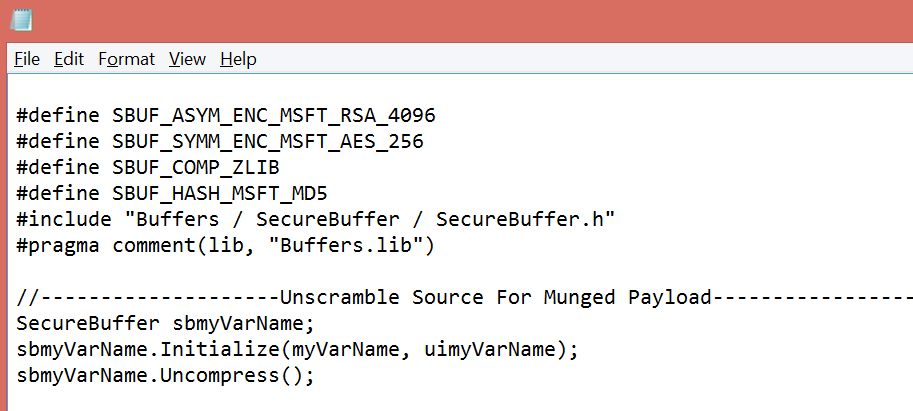 File Edit Format View Help
#define SBUF_ASYM_ENC_MSFT_RSA_4096
#define SBUF_SYMM_ENC_MSFT_AES_256
#define SBUF_COMP_ZLIB
#define SBUF_HASH_MSFT_MD5
#include "Buffers / SecureBuffer / SecureBuffer.h"
#pragma comment(lib, "Buffers.lib")
//--------------------Unscramble Source For Munged Payload-----------------
SecureBuffer sbmyVarName;
sbmyVarName.Initialize(myVarName, uimyVarName);
sbmyVarName.Uncompress();